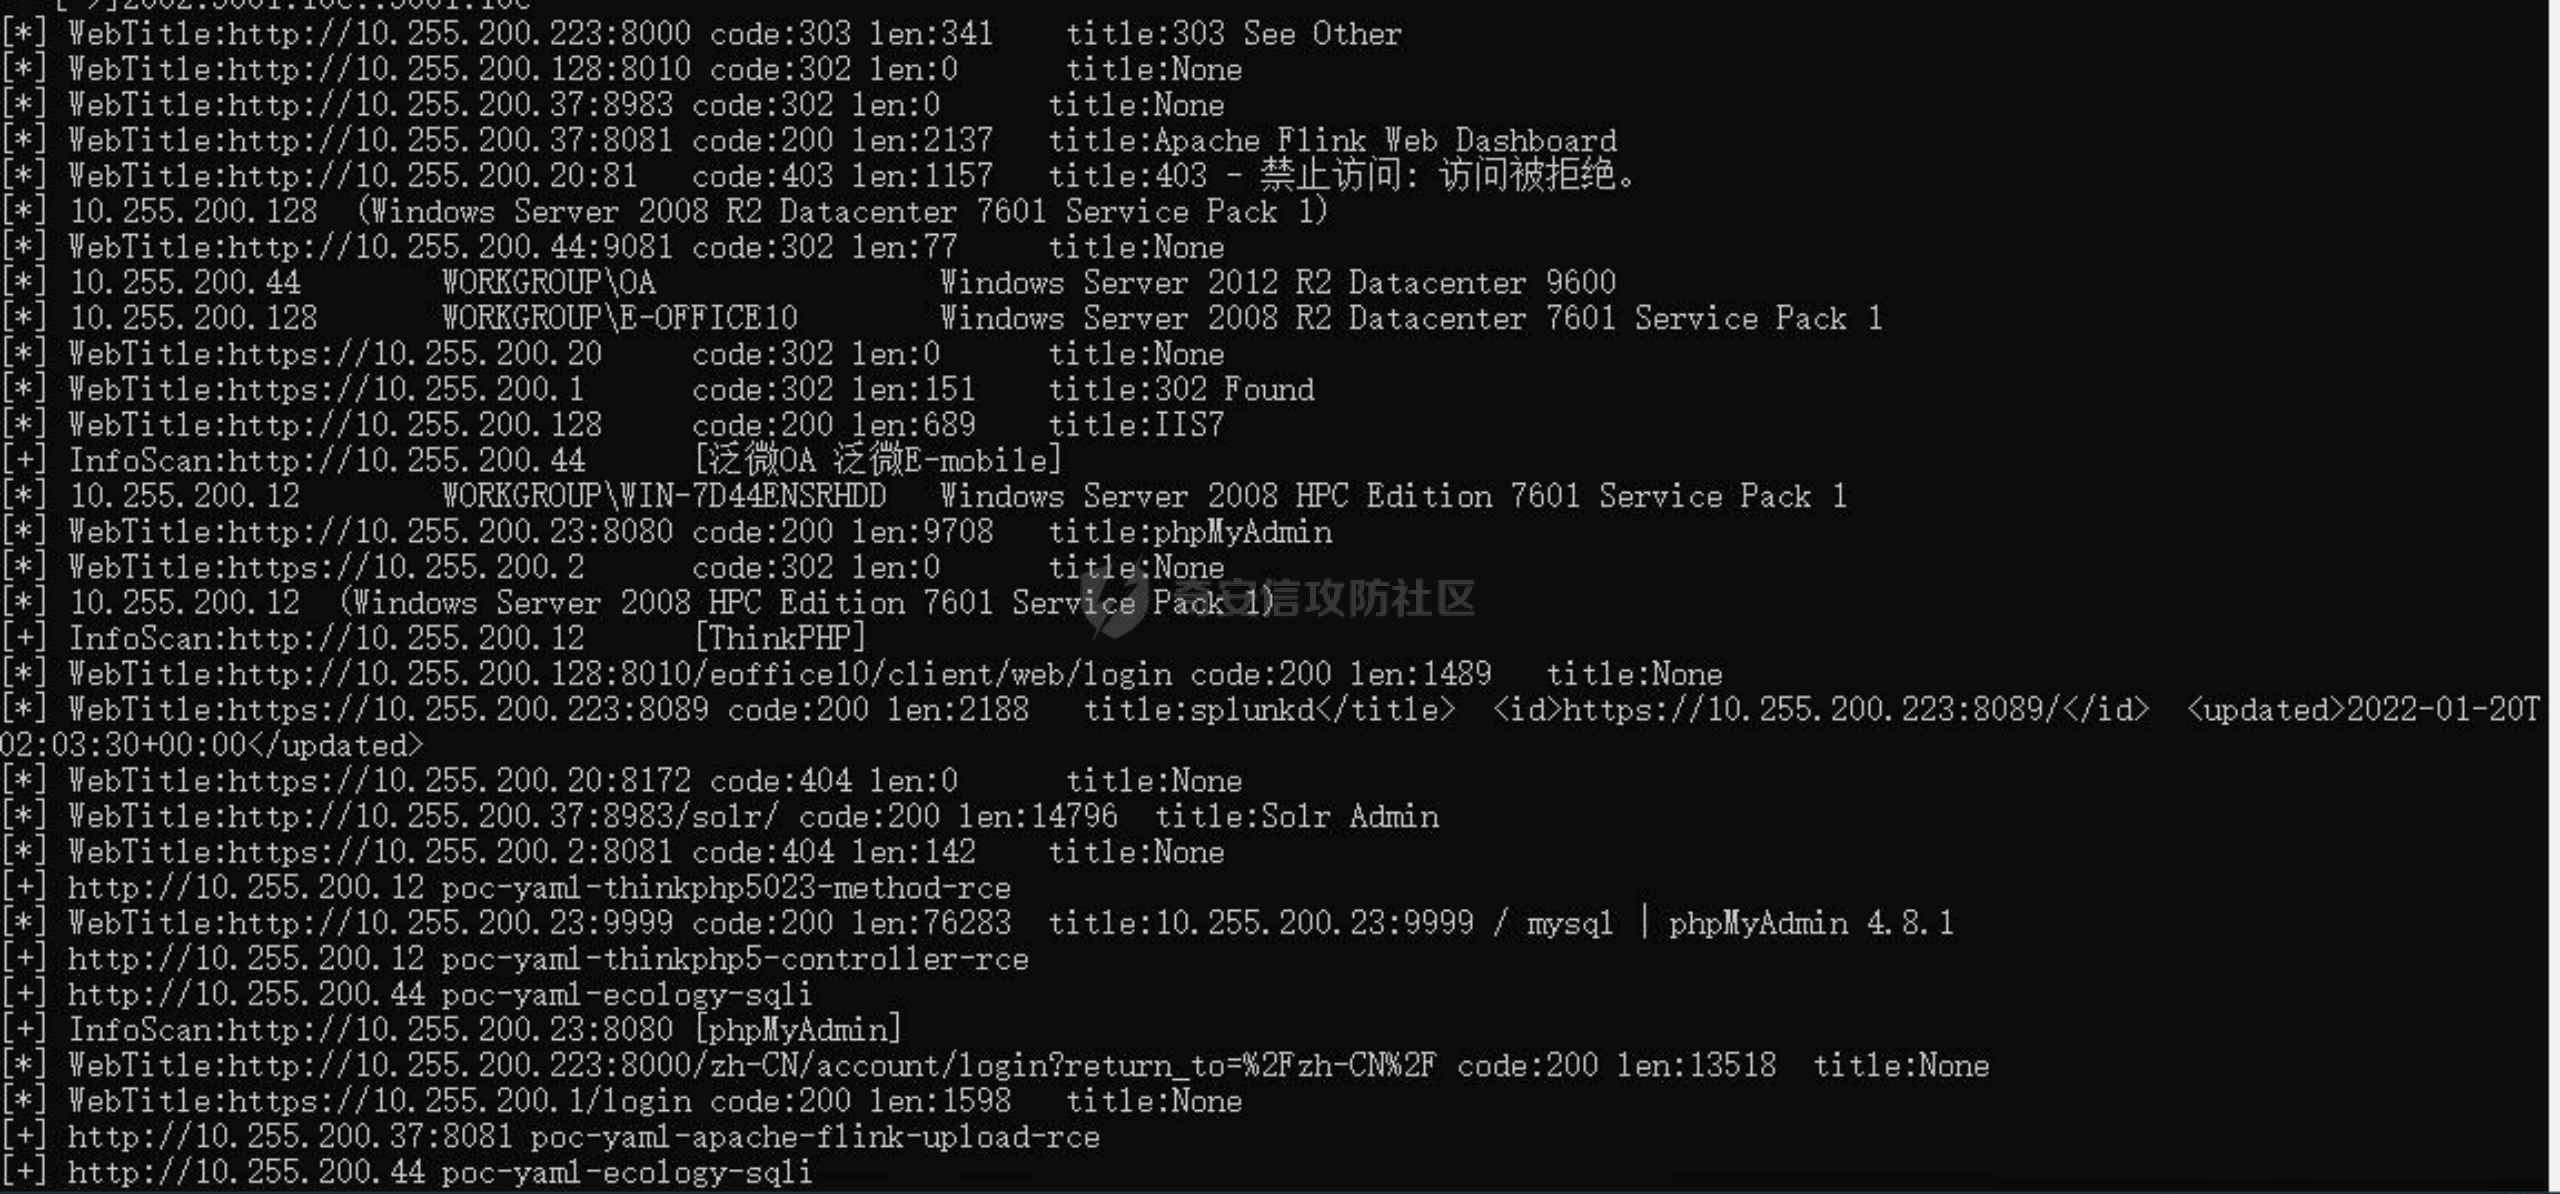 [*] WebTitle:http://10.255.200.223:8000 code:303 len:341    title:303 See Other
[*] WebTitle:http://10.255.200.128:8010 code:302 len:0      title:None
[*] WebTitle:http://10.255.200.37:8983 code:302 len:0      title:None
[*] WebTitle:http://10.255.200.37:8081 code:200 len:2137   title:Apache Flink Web Dashboard
[*] WebTitle:http://10.255.200.20:81   code:403 len:1157   title:403 - 禁止访问: 访问被拒绝。
[*] 10.255.200.128  (Windows Server 2008 R2 Datacenter 7601 Service Pack 1)
[*] WebTitle:http://10.255.200.44:9081 code:302 len:77     title:None
[*] 10.255.200.44        WORKGROUP\OA                Windows Server 2012 R2 Datacenter 9600
[*] 10.255.200.128       WORKGROUP\E-OFFICE10        Windows Server 2008 R2 Datacenter 7601 Service Pack 1
[*] WebTitle:https://10.255.200.20     code:302 len:0      title:None
[*] WebTitle:https://10.255.200.1      code:302 len:151    title:302 Found
[*] WebTitle:http://10.255.200.128     code:200 len:689    title:IIS7
[+] InfoScan:http://10.255.200.44      [泛微OA 泛微E-mobile]
[*] 10.255.200.12        WORKGROUP\WIN-7D44ENSRHDD   Windows Server 2008 HPC Edition 7601 Service Pack 1
[*] WebTitle:http://10.255.200.23:8080 code:200 len:9708   title:phpMyAdmin
[*] WebTitle:https://10.255.200.2      code:302 len:0      title:None
[*] 10.255.200.12  (Windows Server 2008 HPC Edition 7601 Service Pack 1)
奇安信攻防社区
[+] InfoScan:http://10.255.200.12      [ThinkPHP]
[*] WebTitle:http://10.255.200.128:8010/eoffice10/client/web/login code:200 len:1489   title:None
[*] WebTitle:https://10.255.200.223:8089 code:200 len:2188   title:splunkd</title>  <id>https://10.255.200.223:8089/</id>  <updated>2022-01-20T
02:03:30+00:00</updated>
[*] WebTitle:https://10.255.200.20:8172 code:404 len:0      title:None
[*] WebTitle:http://10.255.200.37:8983/solr/ code:200 len:14796  title:Solr Admin
[*] WebTitle:https://10.255.200.2:8081 code:404 len:142    title:None
[+] http://10.255.200.12 poc-yaml-thinkphp5023-method-rce
[*] WebTitle:http://10.255.200.23:9999 code:200 len:76283  title:10.255.200.23:9999 / mysql | phpMyAdmin 4.8.1
[+] http://10.255.200.12 poc-yaml-thinkphp5-controller-rce
[+] http://10.255.200.44 poc-yaml-ecology-sqli
[+] InfoScan:http://10.255.200.23:8080 [phpMyAdmin]
[*] WebTitle:http://10.255.200.223:8000/zh-CN/account/login?return_to=%2Fzh-CN%2F code:200 len:13518  title:None
[*] WebTitle:https://10.255.200.1/login code:200 len:1598   title:None
[+] http://10.255.200.37:8081 poc-yaml-apache-flink-upload-rce
[+] http://10.255.200.44 poc-yaml-ecology-sqli